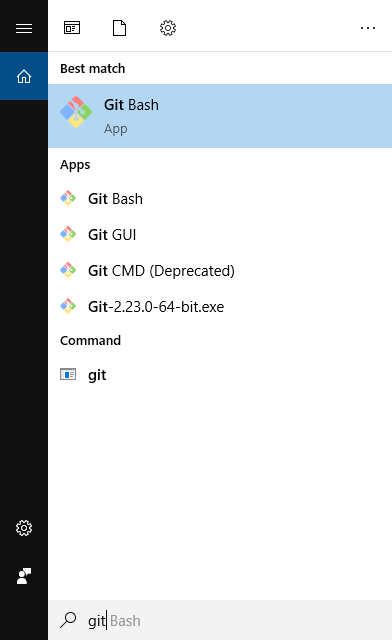 Best match
Git Bash
App
Apps
Git Bash
Git GUI
Git CMD (Deprecated)
Git-2.23.0-64-bit.exe
Command
git
git Bash